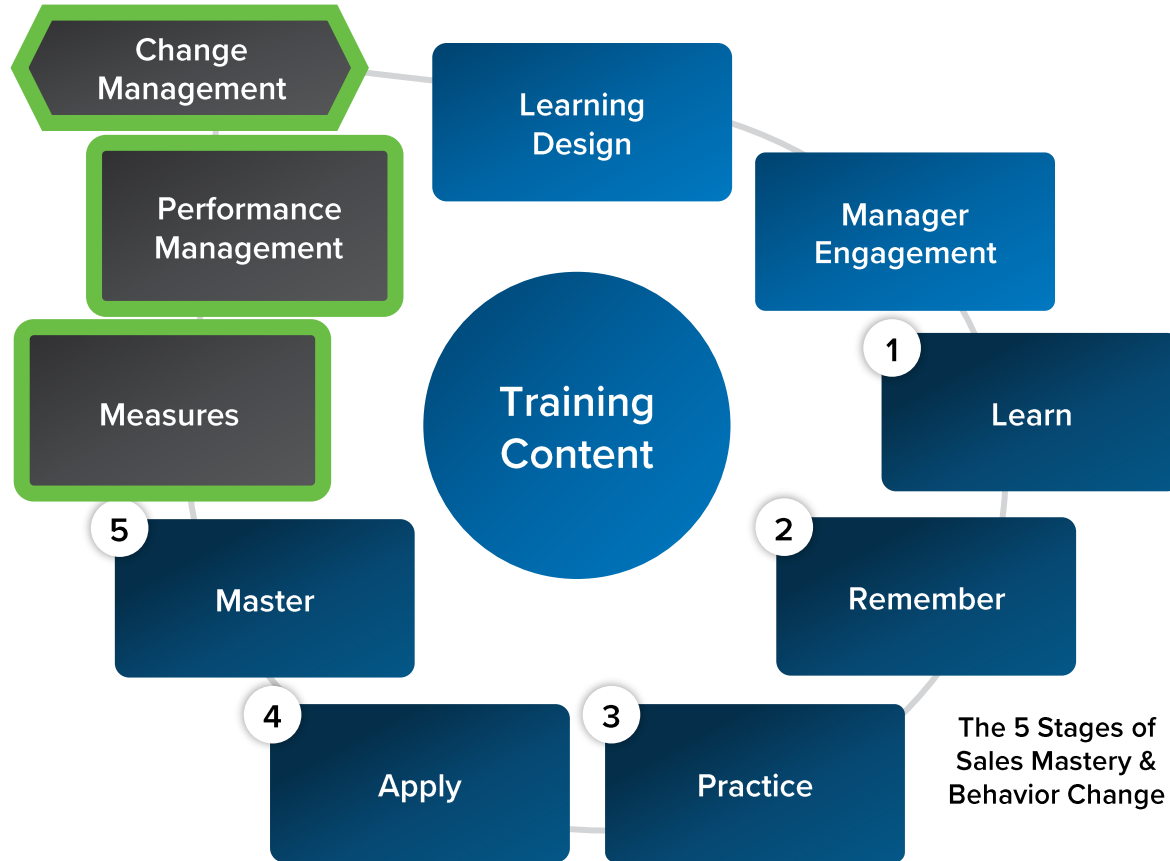 Change
Management
Learning
Design
Performance
Management
Manager
Engagement
Training
Content
1
Learn
Measures
2
Remember
5
Master
3
Practice
4
Apply
The 5 Stages of
Sales Mastery &
Behavior Change